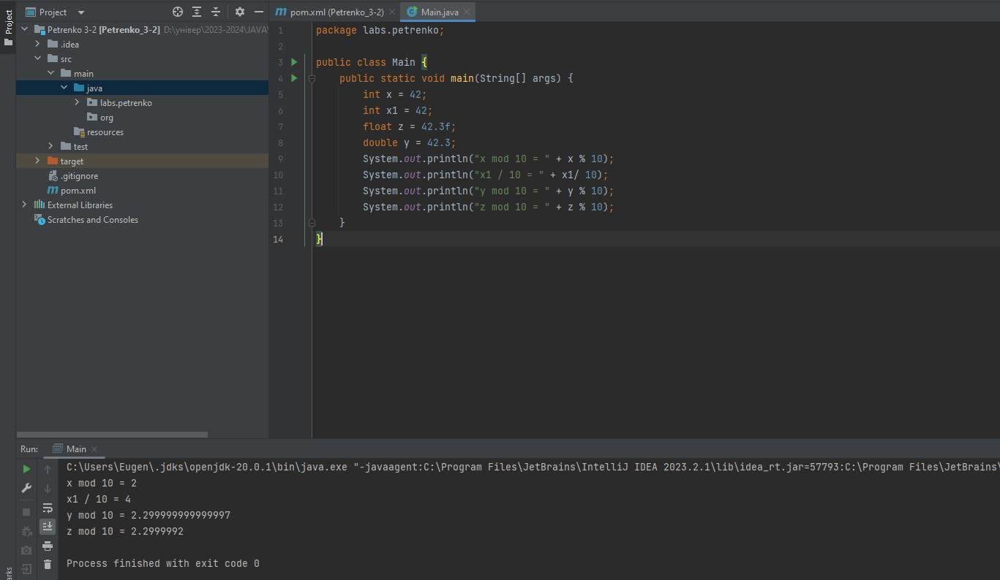 Project
Project
pom.xml (Petrenko_3-2)
Main.java
Petrenko 3-2 [Petrenko_3-2] D:\універ\2023-2024\JAVA\
.idea
src
main
java
labs.petrenko
org
resources
test
target
.gitignore
pom.xml
External Libraries
Scratches and Consoles
1 package labs.petrenko;
2
3 public class Main {
4 public static void main(String[] args) {
5 int x = 42;
6 int x1 = 42;
7 float z = 42.3f;
8 double y = 42.3;
9 System.out.println("x mod 10 = " + x % 10);
10 System.out.println("x1 / 10 = " + x1/ 10);
11 System.out.println("y mod 10 = " + y % 10);
12 System.out.println("z mod 10 = " + z % 10);
13 }
14 }
Run: Main
C:\Users\Eugen\.jdks\openjdk-20.0.1\bin\java.exe "-javaagent:C:\Program Files\JetBrains\IntelliJ IDEA 2023.2.1\lib\idea_rt.jar=57793:C:\Program Files\JetBrains\
x mod 10 = 2
x1 / 10 = 4
y mod 10 = 2.299999999999997
z mod 10 = 2.2999992
Process finished with exit code 0